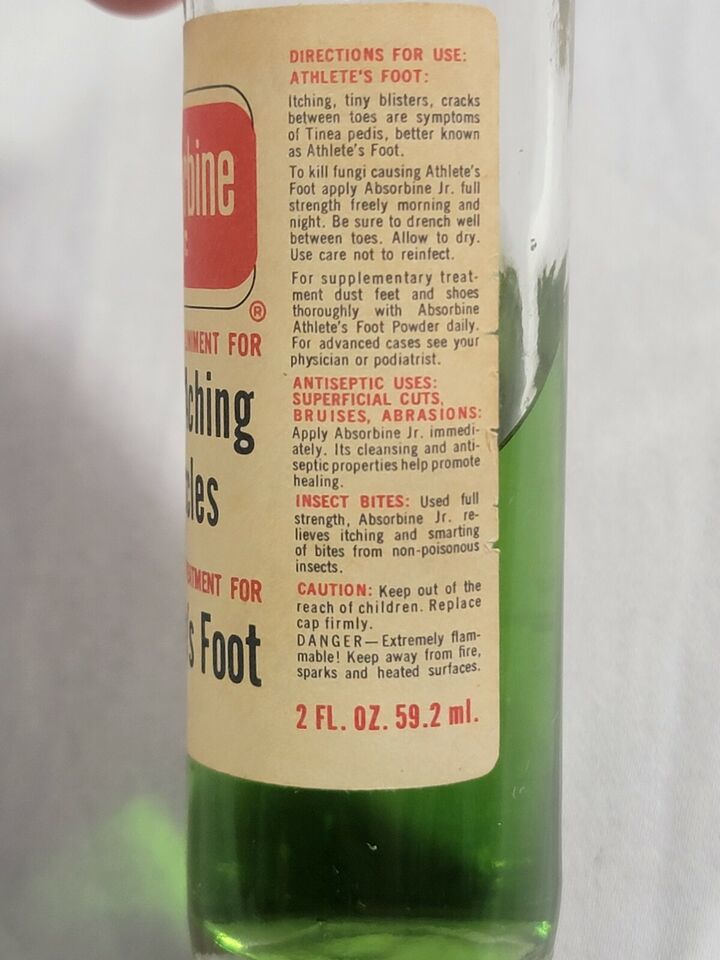 DIRECTIONS FOR USE:
ATHLETE'S FOOT:
Itching, tiny blisters, cracks
between toes are symptoms
of Tinea pedis, better known
as Athlete's Foot.
To kill fungi causing Athlete's
Foot apply Absorbine Jr. full
strength freely morning and
night. Be sure to drench well
between toes. Allow to dry.
Use care not to reinfect.
For supplementary treat-
ment dust feet and shoes
thoroughly with Absorbine
Athlete's Foot Powder daily.
For advanced cases see your
physician or podiatrist.
ANTISEPTIC USES:
SUPERFICIAL CUTS,
BRUISES, ABRASIONS:
Apply Absorbine Jr. immedi-
ately. Its cleansing and anti-
septic properties help promote
healing.
INSECT BITES: Used full
strength, Absorbine Jr. re-
lieves itching and smarting
of bites from non-poisonous
insects.
CAUTION: Keep out of the
reach of children. Replace
cap firmly.
DANGER—Extremely flam-
mable! Keep away from fire,
sparks and heated surfaces.
2 FL. OZ. 59.2 ml.
bine
®
FOR
ching
cles
FOR
Foot